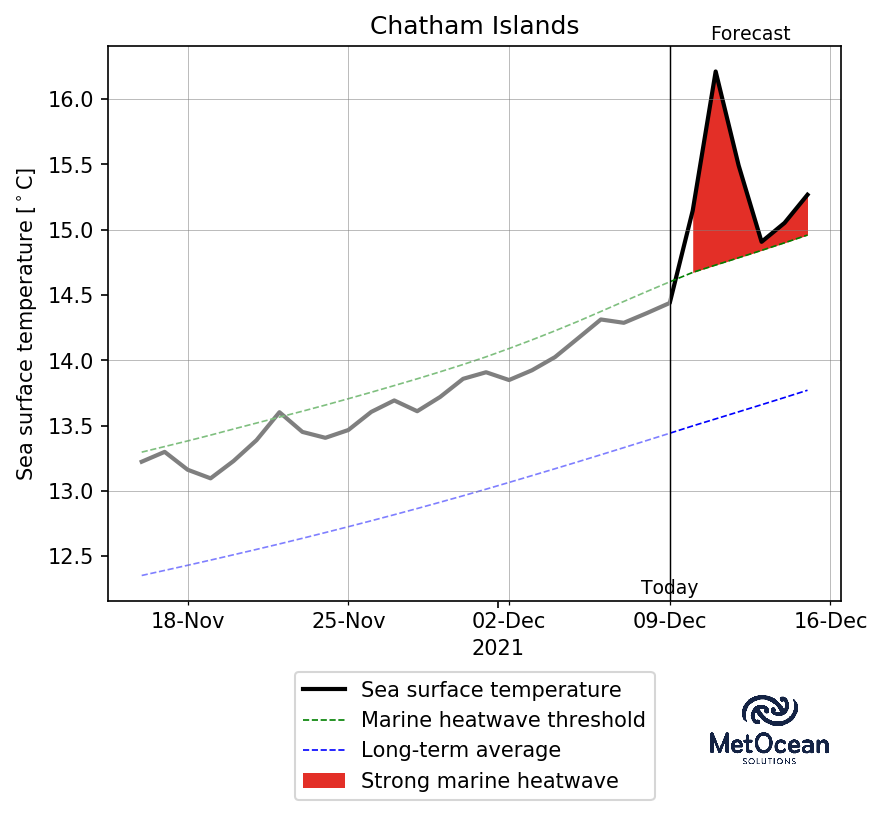 Chatham Islands
Forecast
Sea surface temperature [°C]
16.0
15.5
15.0
14.5
14.0
13.5
13.0
12.5
Today
18-Nov 25-Nov 02-Dec 09-Dec 16-Dec
2021
Sea surface temperature
Marine heatwave threshold
Long-term average
Strong marine heatwave
MetOcean
SOLUTIONS